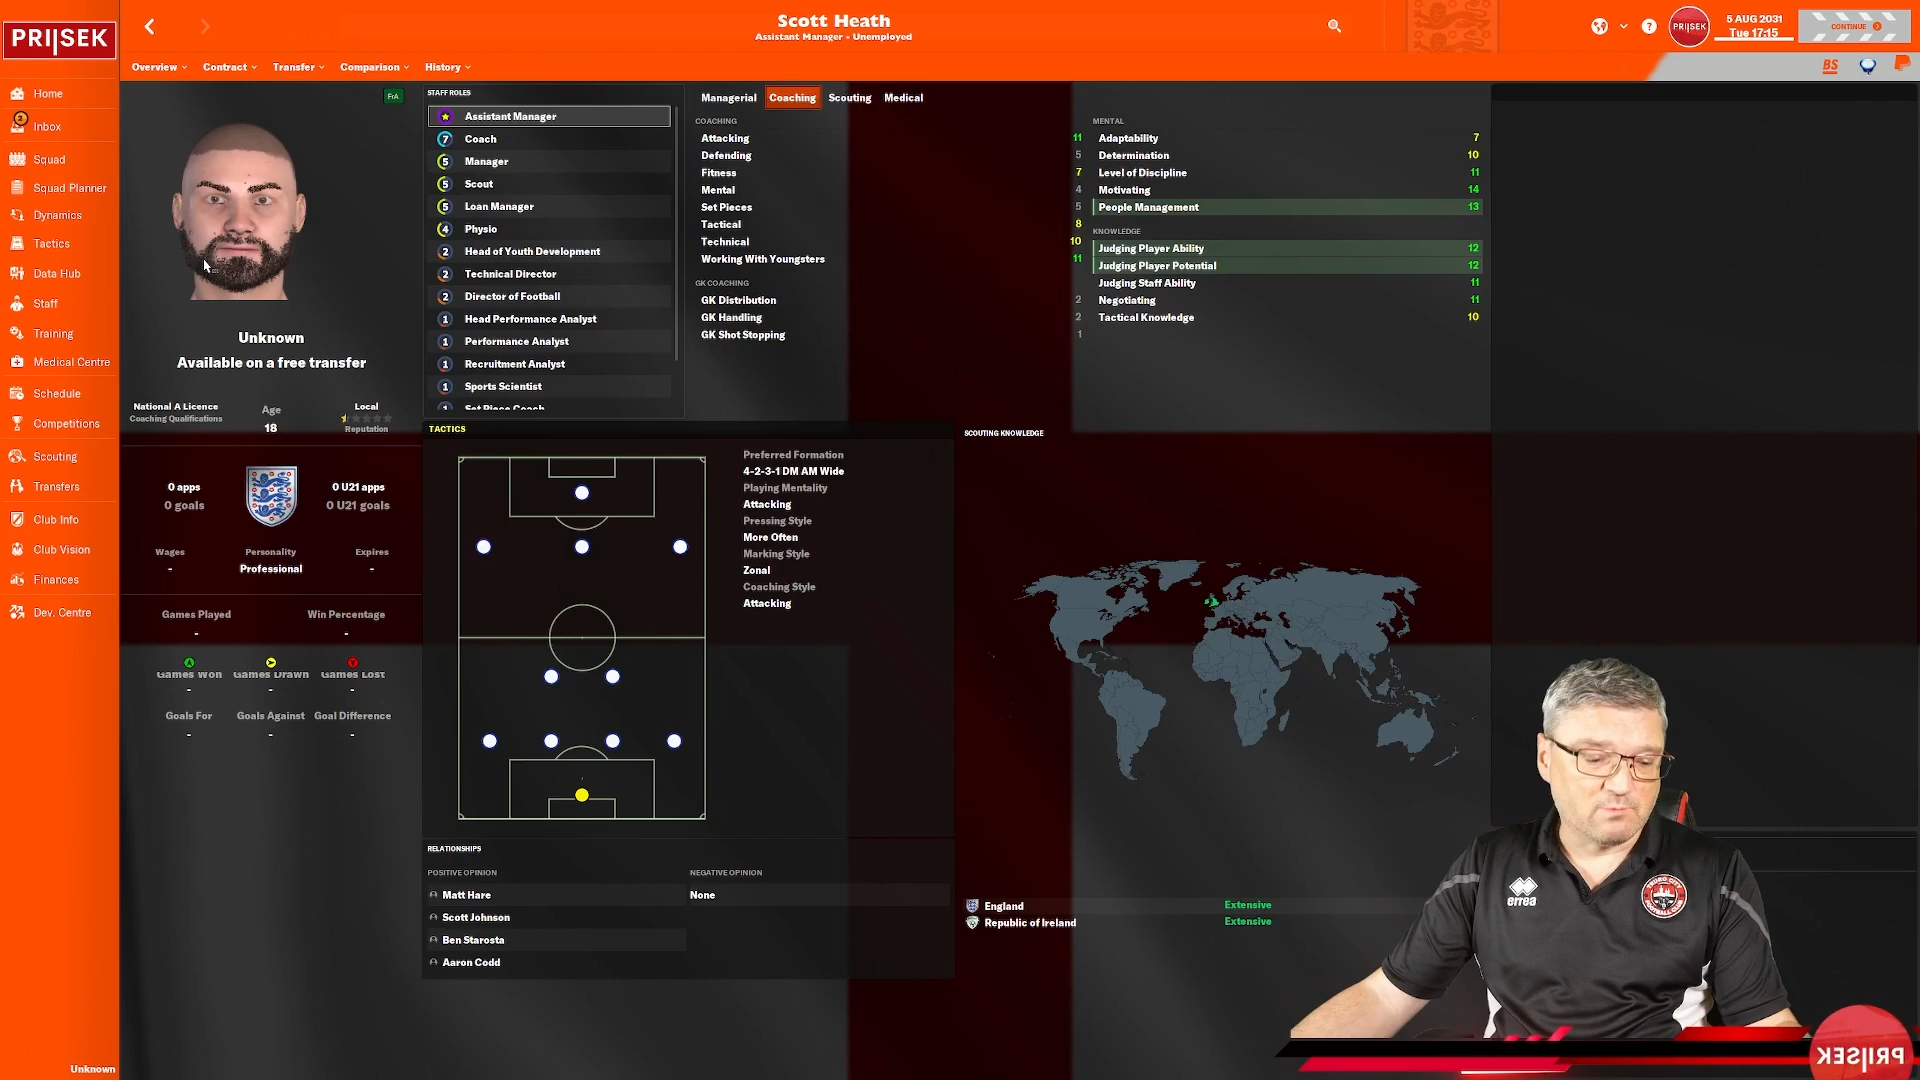 PRIJSEK
Scott Heath
Assistant Manager - Unemployed
PRIJSEK
5 AUG 2031
Tue 17:15
CONTINUE
Overview
Contract
Transfer
Comparison
History
BS
Home
2
Inbox
Squad
Squad Planner
Dynamics
Tactics
Data Hub
Staff
Training
Medical Centre
Schedule
Competitions
Scouting
Transfers
Club Info
Club Vision
Finances
Dev. Centre
Unknown
FrA
Unknown
Available on a free transfer
National A Licence
Coaching Qualifications
Age
18
Local
Reputation
0 apps
0 goals
0 U21 apps
0 U21 goals
Wages
-
Personality
Professional
Expires
-
Games Played
-
Win Percentage
-
Games Won
-
Games Drawn
-
Games Lost
-
Goals For
-
Goals Against
-
Goal Difference
-
STAFF ROLES
Assistant Manager
7 Coach
5 Manager
5 Scout
5 Loan Manager
4 Physio
2 Head of Youth Development
2 Technical Director
2 Director of Football
1 Head Performance Analyst
1 Performance Analyst
1 Recruitment Analyst
1 Sports Scientist
1 Set Piece Coach
Managerial
Coaching
Scouting
Medical
COACHING
Attacking 11
Defending 5
Fitness 7
Mental 4
Set Pieces 5
Tactical 8
Technical 10
Working With Youngsters 11
GK COACHING
GK Distribution 2
GK Handling 2
GK Shot Stopping 1
MENTAL
Adaptability 7
Determination 10
Level of Discipline 11
Motivating 14
People Management 13
KNOWLEDGE
Judging Player Ability 12
Judging Player Potential 12
Judging Staff Ability 11
Negotiating 11
Tactical Knowledge 10
TACTICS
Preferred Formation
4-2-3-1 DM AM Wide
Playing Mentality
Attacking
Pressing Style
More Often
Marking Style
Zonal
Coaching Style
Attacking
RELATIONSHIPS
POSITIVE OPINION
Matt Hare
Scott Johnson
Ben Starosta
Aaron Codd
NEGATIVE OPINION
None
SCOUTING KNOWLEDGE
England Extensive
Republic of Ireland Extensive
errea
PRIJSEK